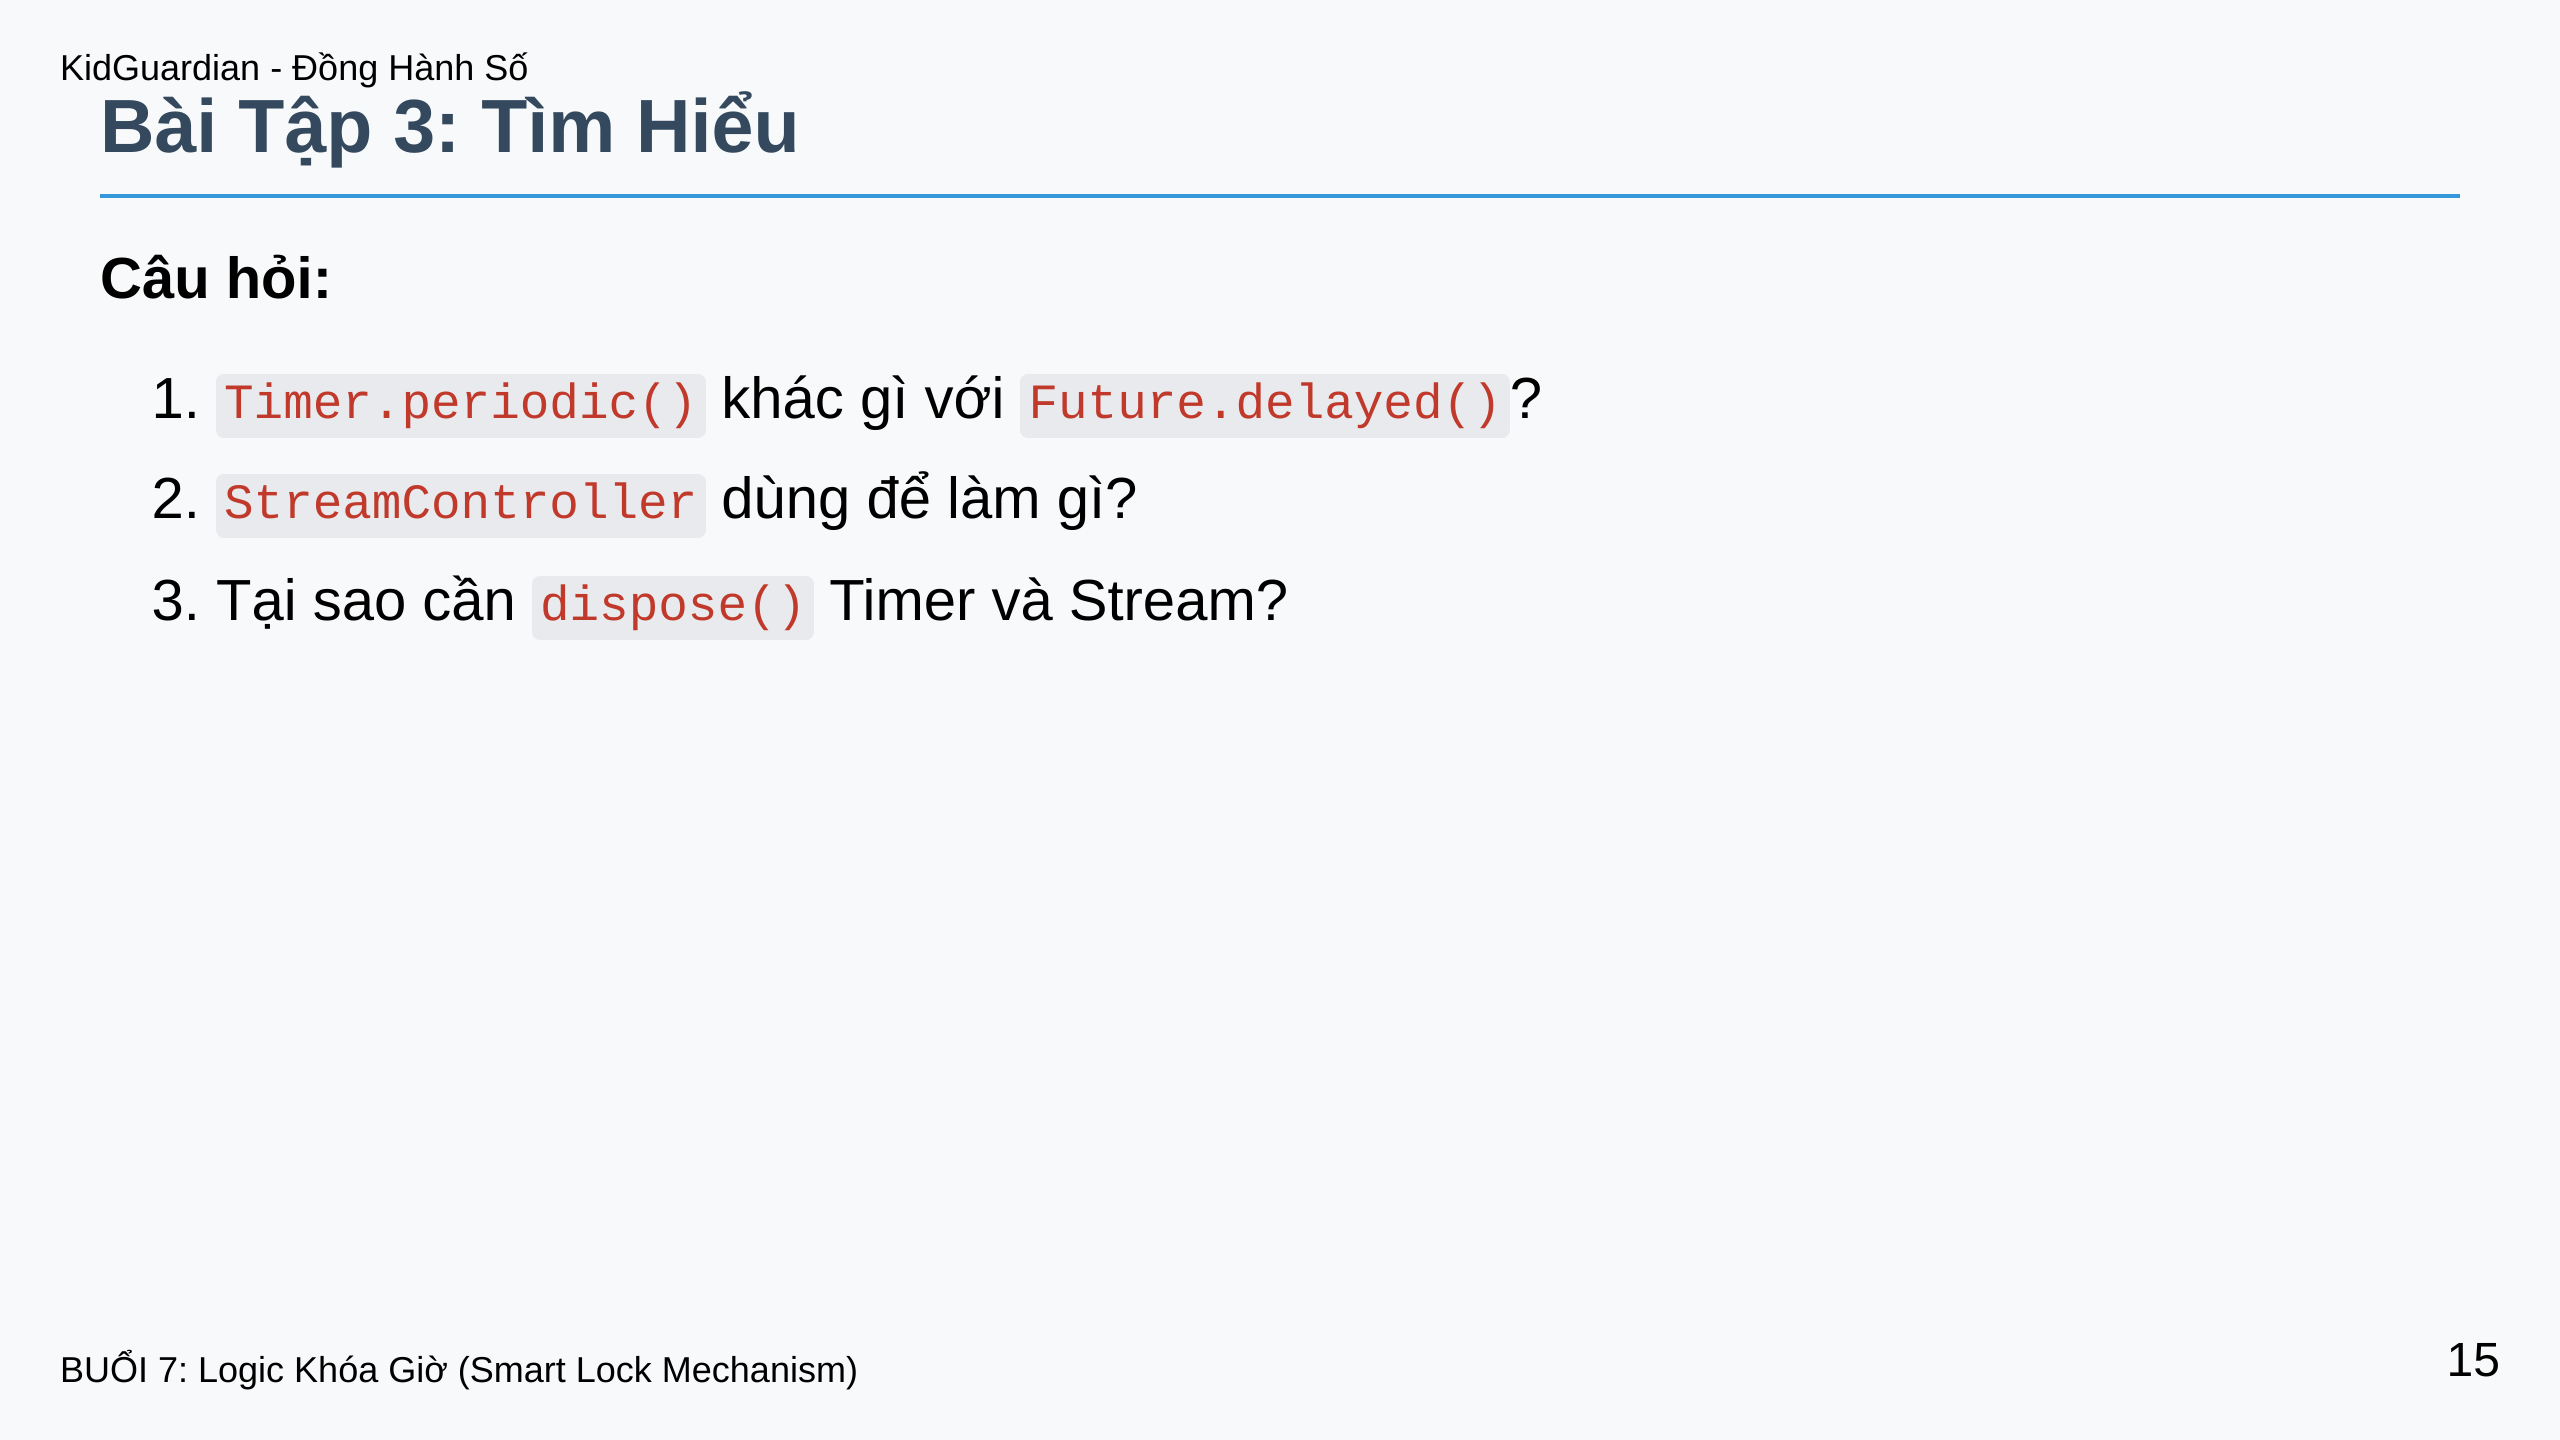 KidGuardian - Đồng Hành Số
Bài Tập 3: Tìm Hiểu
Câu hỏi:
1. Timer.periodic() khác gì với Future.delayed()?
2. StreamController dùng để làm gì?
3. Tại sao cần dispose() Timer và Stream?
BUỔI 7: Logic Khóa Giờ (Smart Lock Mechanism)
15